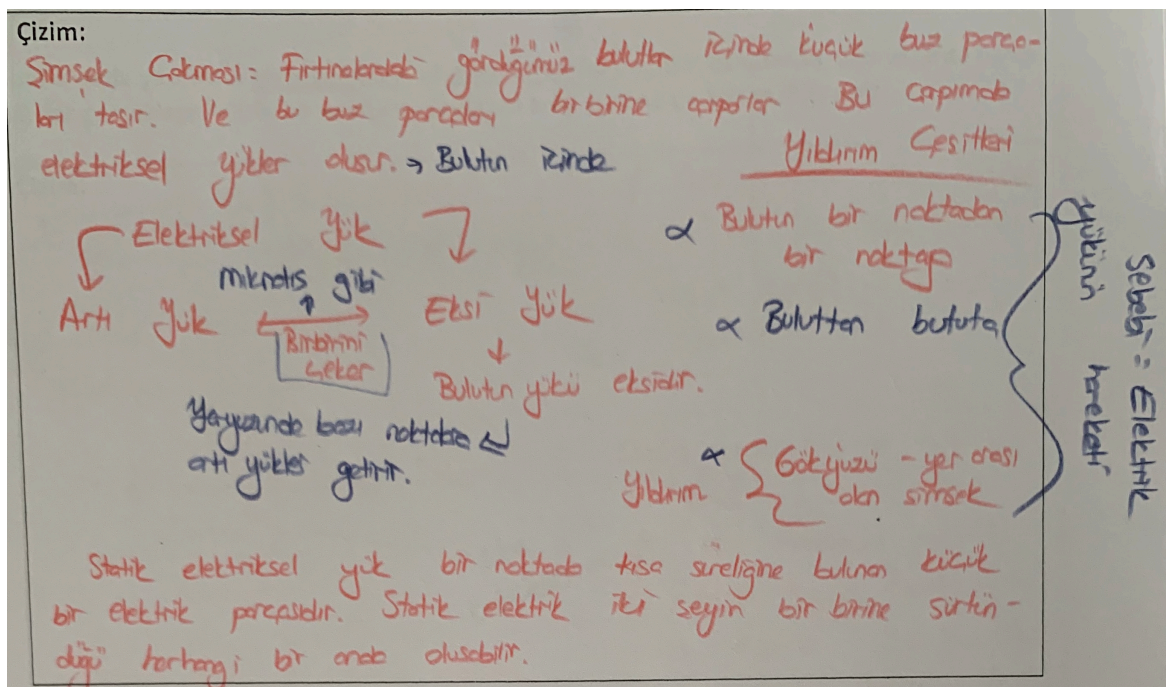 Çizim:
Şimşek Çakması: Fırtınalardaki gördüğümüz bulutlar içinde küçük buz parça-
ları taşır. Ve bu buz parçaları birbirine çarparlar Bu çarpımada
elektriksel yükler oluşur. → Bulutun içinde
Yıldırım Çeşitleri
Elektriksel Yük
Mıknatıs gibi
Artı Yük
Eksi Yük
Birbirini
Çeker
Bulutun yükü eksidir.
Yeryüzünde bazı noktalara
artı yükler getirir.
∝ Bulutun bir noktadan
bir noktaya
∝ Buluttan buluta
∝ Gökyüzü - yer arası
olan şimşek
Yıldırım
Sebebi = Elektrik
yükünün hareketi
Statik elektriksel yük bir noktada kısa süreliğine bulunan küçük
bir elektrik parçasıdır. Statik elektrik iki şeyin bir birine sürtün-
düğü herhangi bir anda oluşabilir.